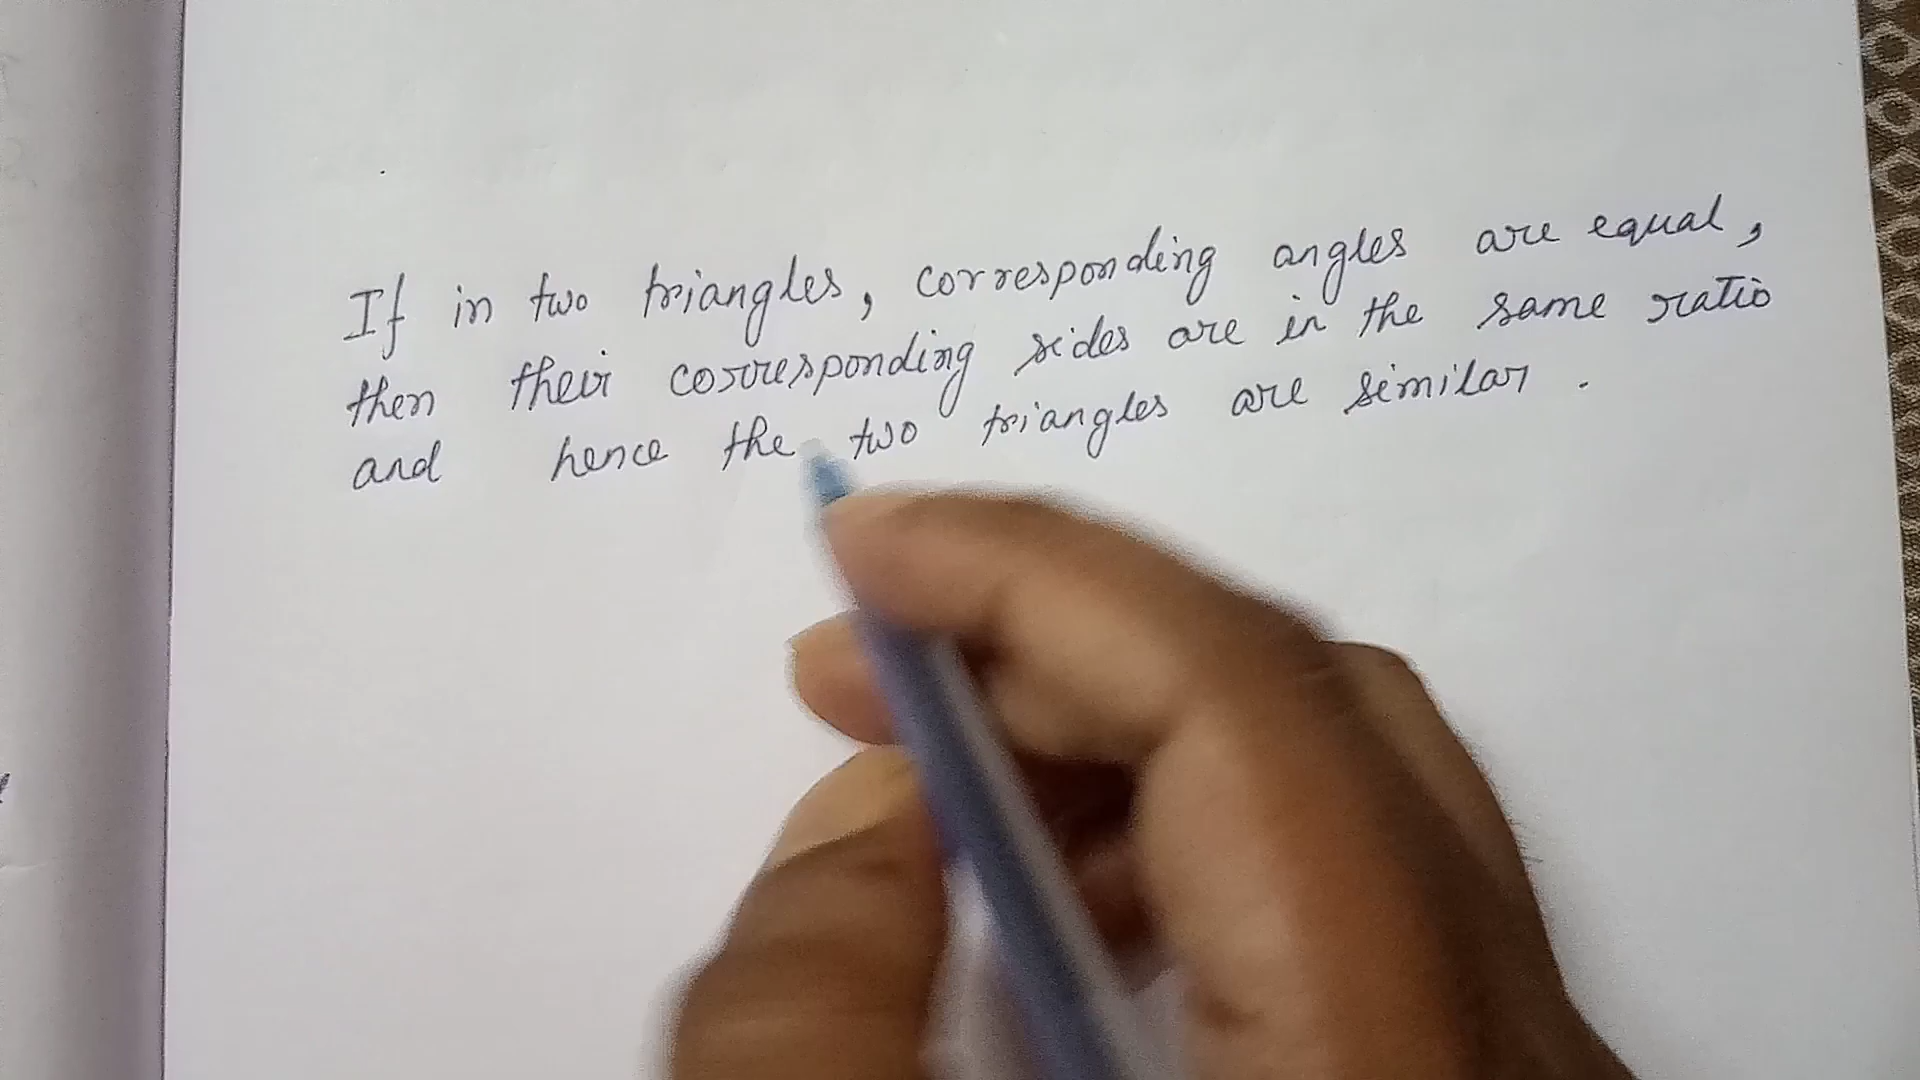 If in two triangles, corresponding angles are equal,
then their corresponding sides are in the same ratio
and hence the two triangles are similar.